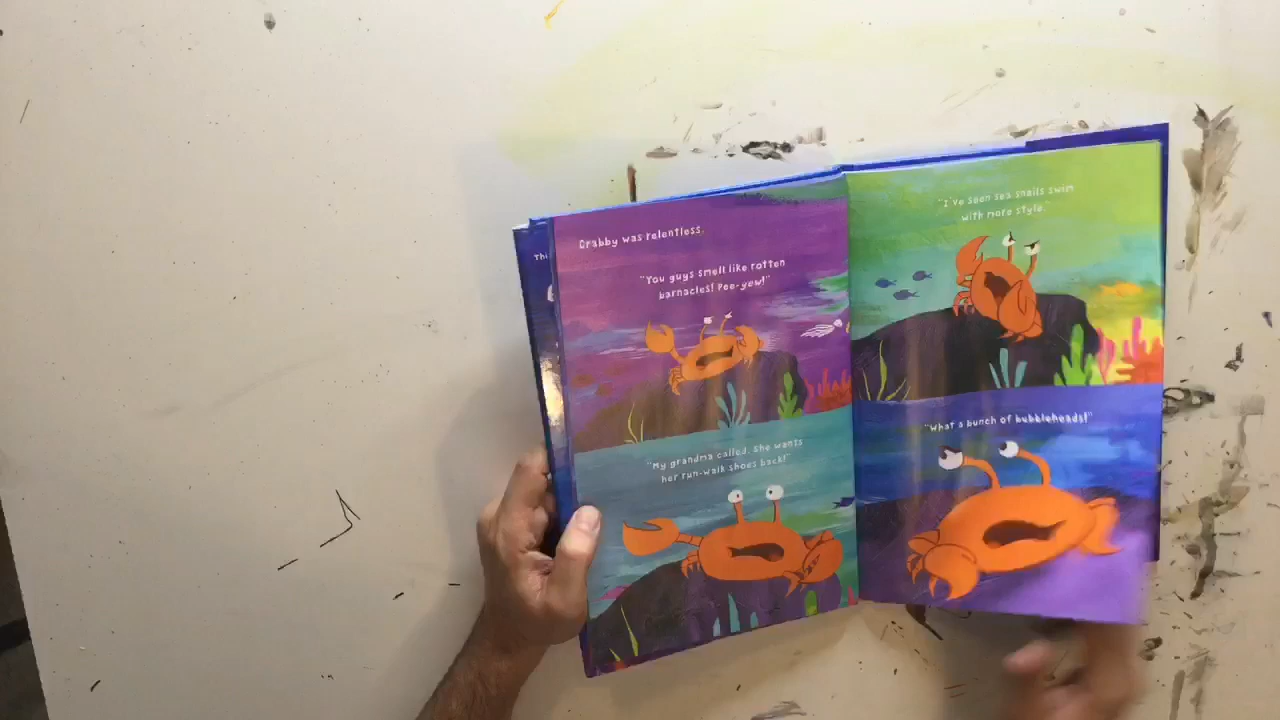 Thi
Crabby was relentless.
"You guys smell like rotten
barnacles! Pee-yew!"
"My grandma called. She wants
her run-walk shoes back!"
"I've seen sea snails swim
with more style."
"What a bunch of bubbleheads!"